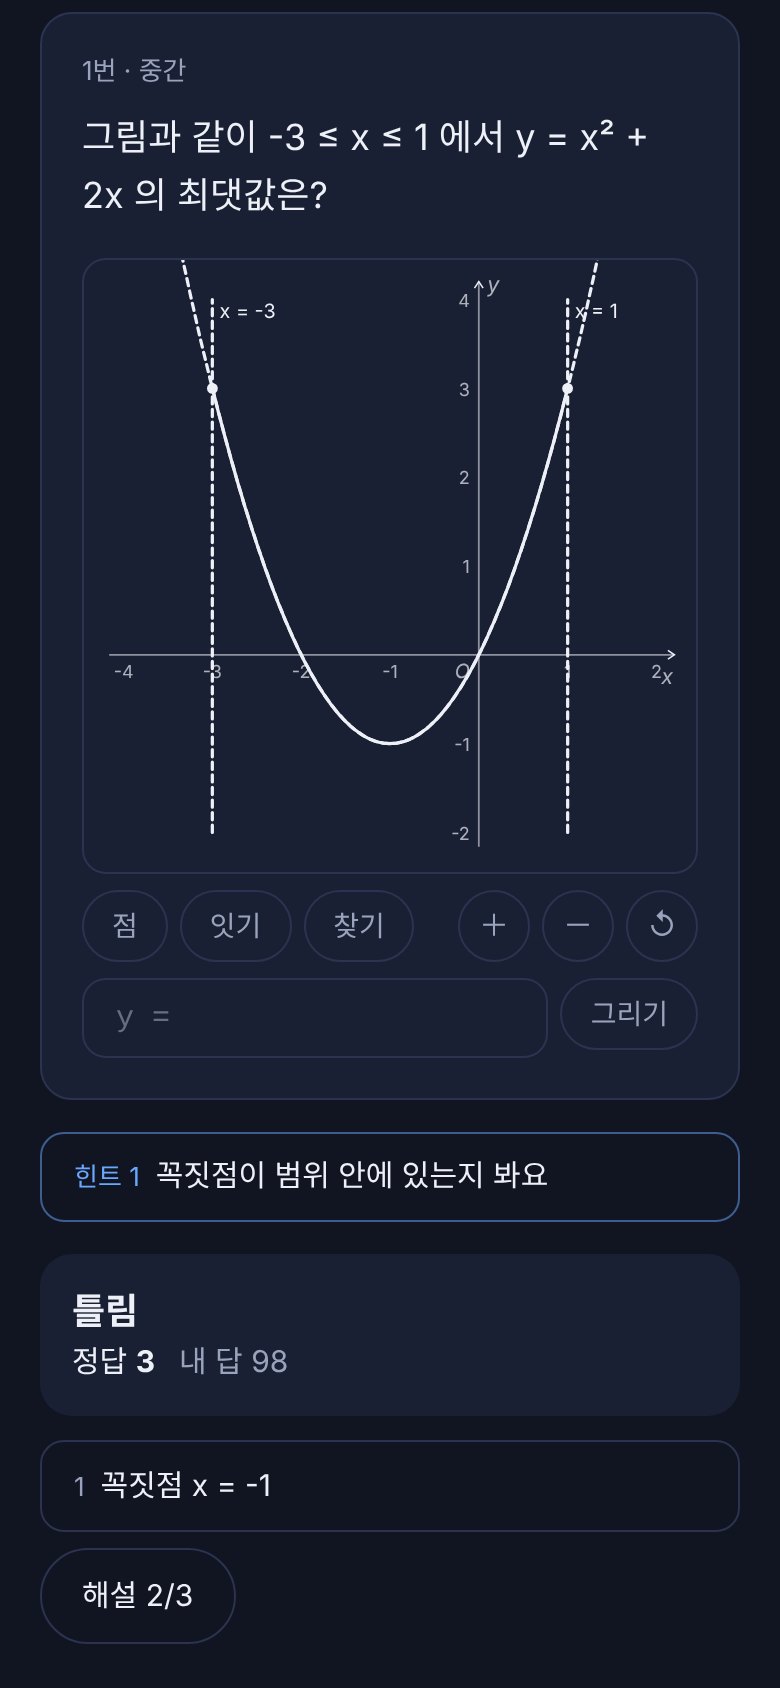 1번 · 중간
그림과 같이 -3 ≤ x ≤ 1 에서 y = x² +
2x 의 최댓값은?
y
4
x = -3
x = 1
3
2
1
-4
-3
-2
-1
O
1
2
x
-1
-2
점
잇기
찾기
+
−
y =
그리기
힌트 1 꼭짓점이 범위 안에 있는지 봐요
틀림
정답 3 내 답 98
1 꼭짓점 x = -1
해설 2/3